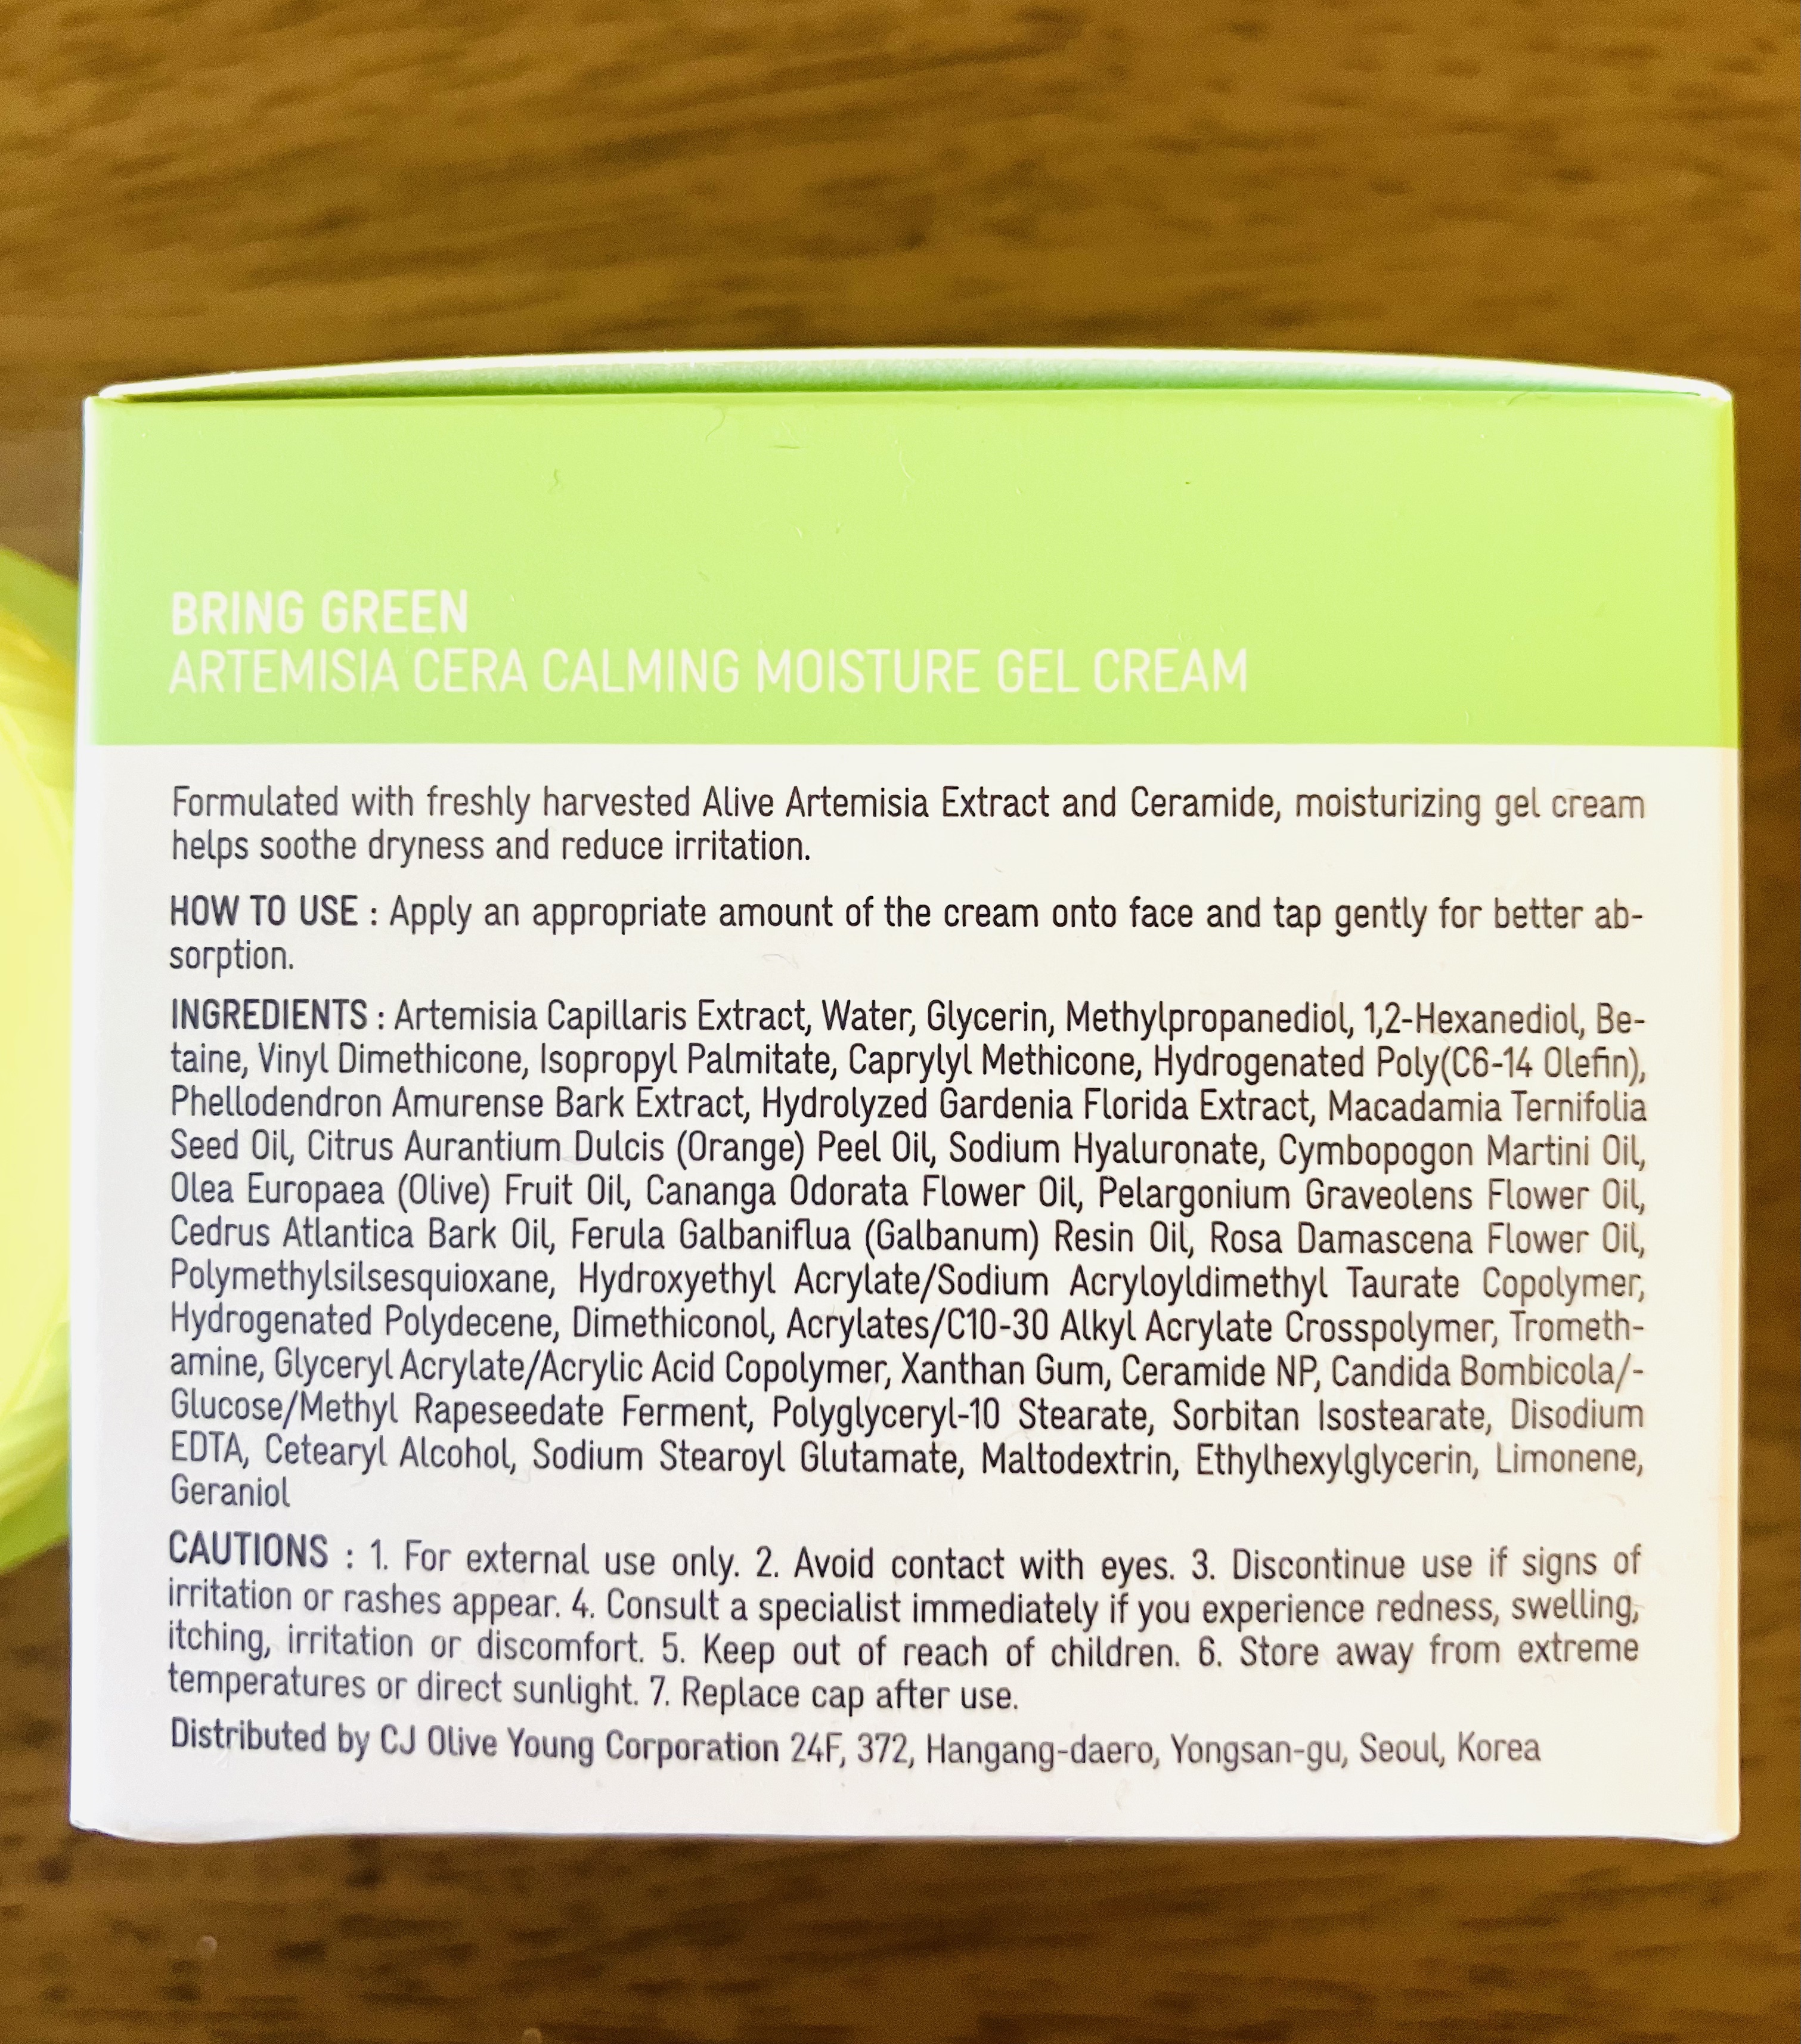 BRING GREEN
ARTEMISIA CERA CALMING MOISTURE GEL CREAM
Formulated with freshly harvested Alive Artemisia Extract and Ceramide, moisturizing gel cream
helps soothe dryness and reduce irritation.
HOW TO USE : Apply an appropriate amount of the cream onto face and tap gently for better ab-
sorption.
INGREDIENTS : Artemisia Capillaris Extract, Water, Glycerin, Methylpropanediol, 1,2-Hexanediol, Be-
taine, Vinyl Dimethicone, Isopropyl Palmitate, Caprylyl Methicone, Hydrogenated Poly(C6-14 Olefin),
Phellodendron Amurense Bark Extract, Hydrolyzed Gardenia Florida Extract, Macadamia Ternifolia
Seed Oil, Citrus Aurantium Dulcis (Orange) Peel Oil, Sodium Hyaluronate, Cymbopogon Martini Oil,
Olea Europaea (Olive) Fruit Oil, Cananga Odorata Flower Oil, Pelargonium Graveolens Flower Oil,
Cedrus Atlantica Bark Oil, Ferula Galbaniflua (Galbanum) Resin Oil, Rosa Damascena Flower Oil,
Polymethylsilsesquioxane, Hydroxyethyl Acrylate/Sodium Acryloyldimethyl Taurate Copolymer,
Hydrogenated Polydecene, Dimethiconol, Acrylates/C10-30 Alkyl Acrylate Crosspolymer, Trometh-
amine, Glyceryl Acrylate/Acrylic Acid Copolymer, Xanthan Gum, Ceramide NP, Candida Bombicola/-
Glucose/Methyl Rapeseedate Ferment, Polyglyceryl-10 Stearate, Sorbitan Isostearate, Disodium
EDTA, Cetearyl Alcohol, Sodium Stearoyl Glutamate, Maltodextrin, Ethylhexylglycerin, Limonene,
Geraniol
CAUTIONS : 1. For external use only. 2. Avoid contact with eyes. 3. Discontinue use if signs of
irritation or rashes appear. 4. Consult a specialist immediately if you experience redness, swelling,
itching, irritation or discomfort. 5. Keep out of reach of children. 6. Store away from extreme
temperatures or direct sunlight. 7. Replace cap after use.
Distributed by CJ Olive Young Corporation 24F, 372, Hangang-daero, Yongsan-gu, Seoul, Korea